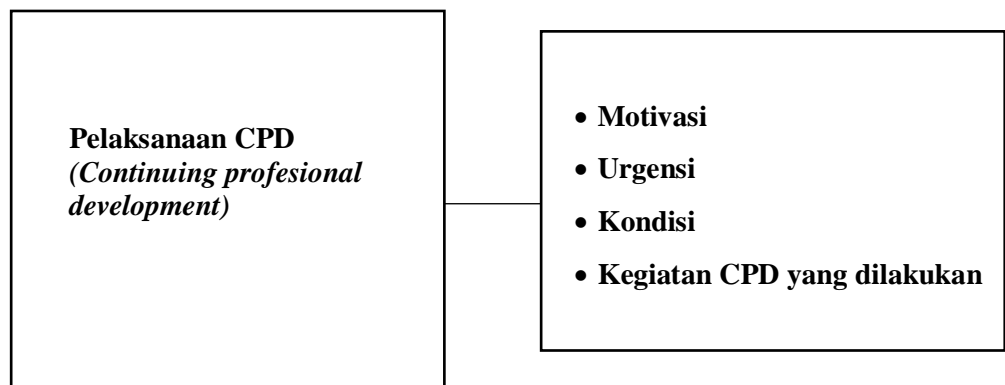 Pelaksanaan CPD
(Continuing profesional
development)
• Motivasi
• Urgensi
• Kondisi
• Kegiatan CPD yang dilakukan